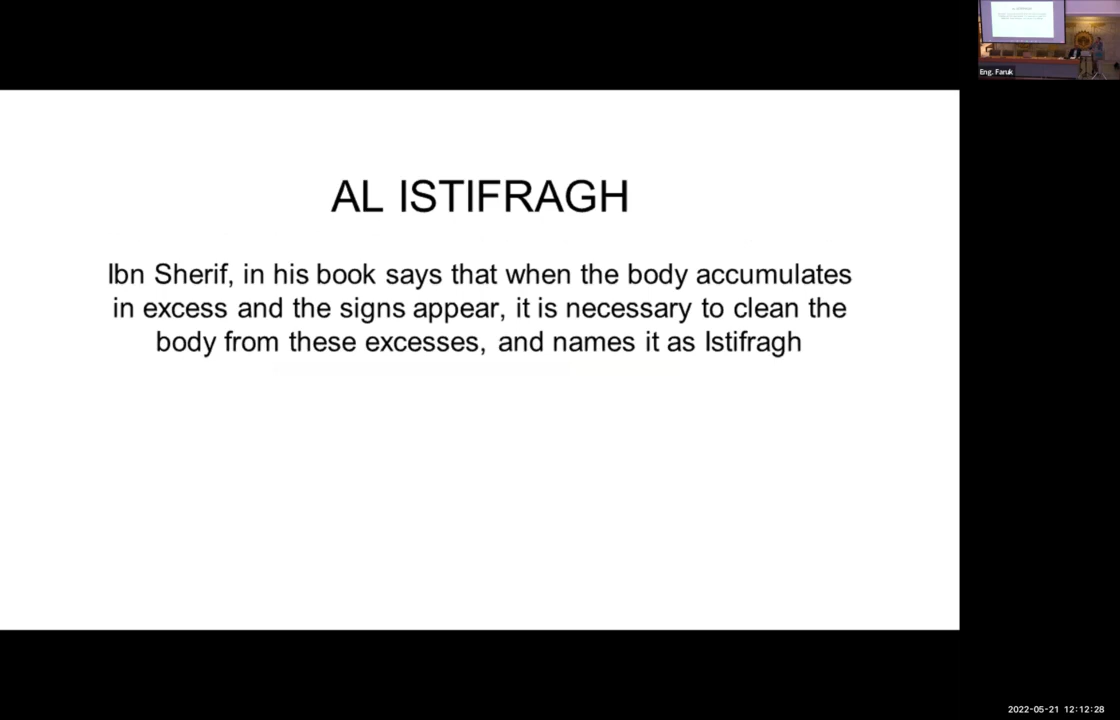 AL ISTIFRAGH
Ibn Sherif, in his book says that when the body accumulates
in excess and the signs appear, it is necessary to clean the
body from these excesses, and names it as Istifragh
Eng. Faruk
2022-05-21 12:12:28